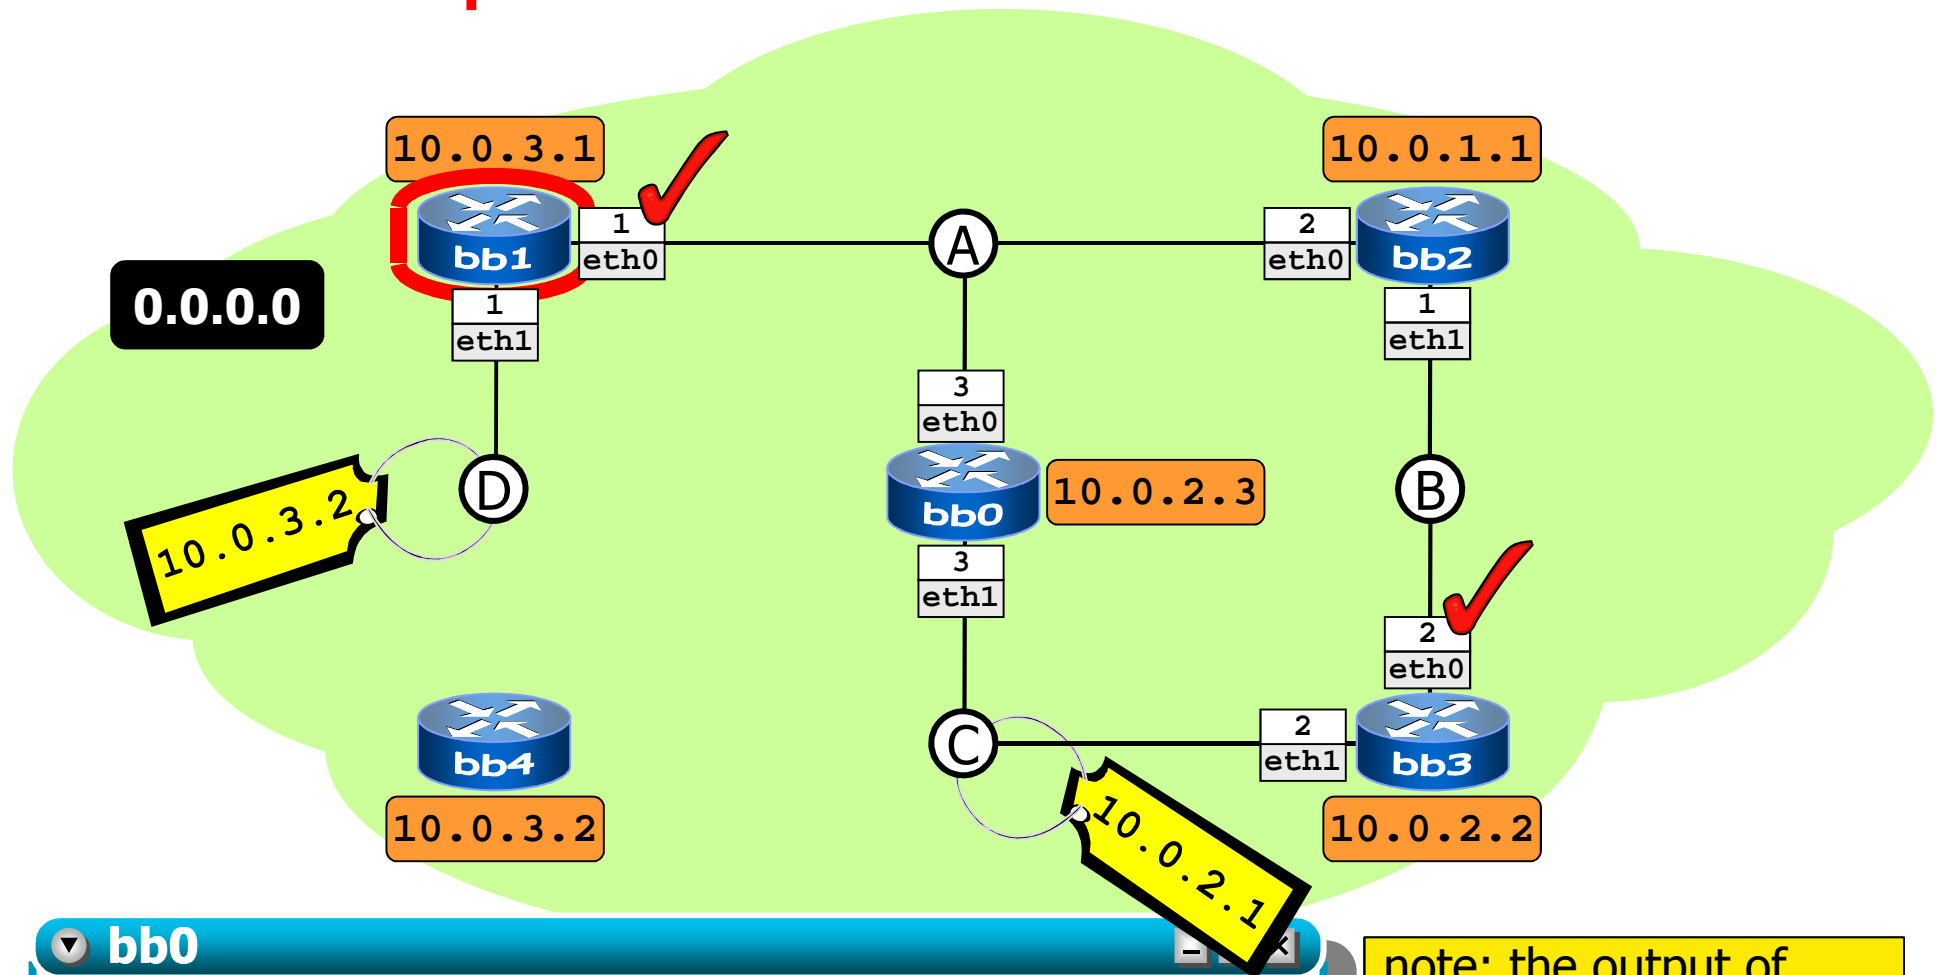 10.0.3.1
10.0.1.1
bb1
1
eth0
A
2
eth0
bb2
0.0.0.0
1
eth1
1
eth1
3
eth0
10.0.3.2
D
bb0
10.0.2.3
B
3
eth1
2
eth0
bb4
C
2
eth1
bb3
10.0.3.2
10.0.2.1
10.0.2.2
bb0
note: the output of